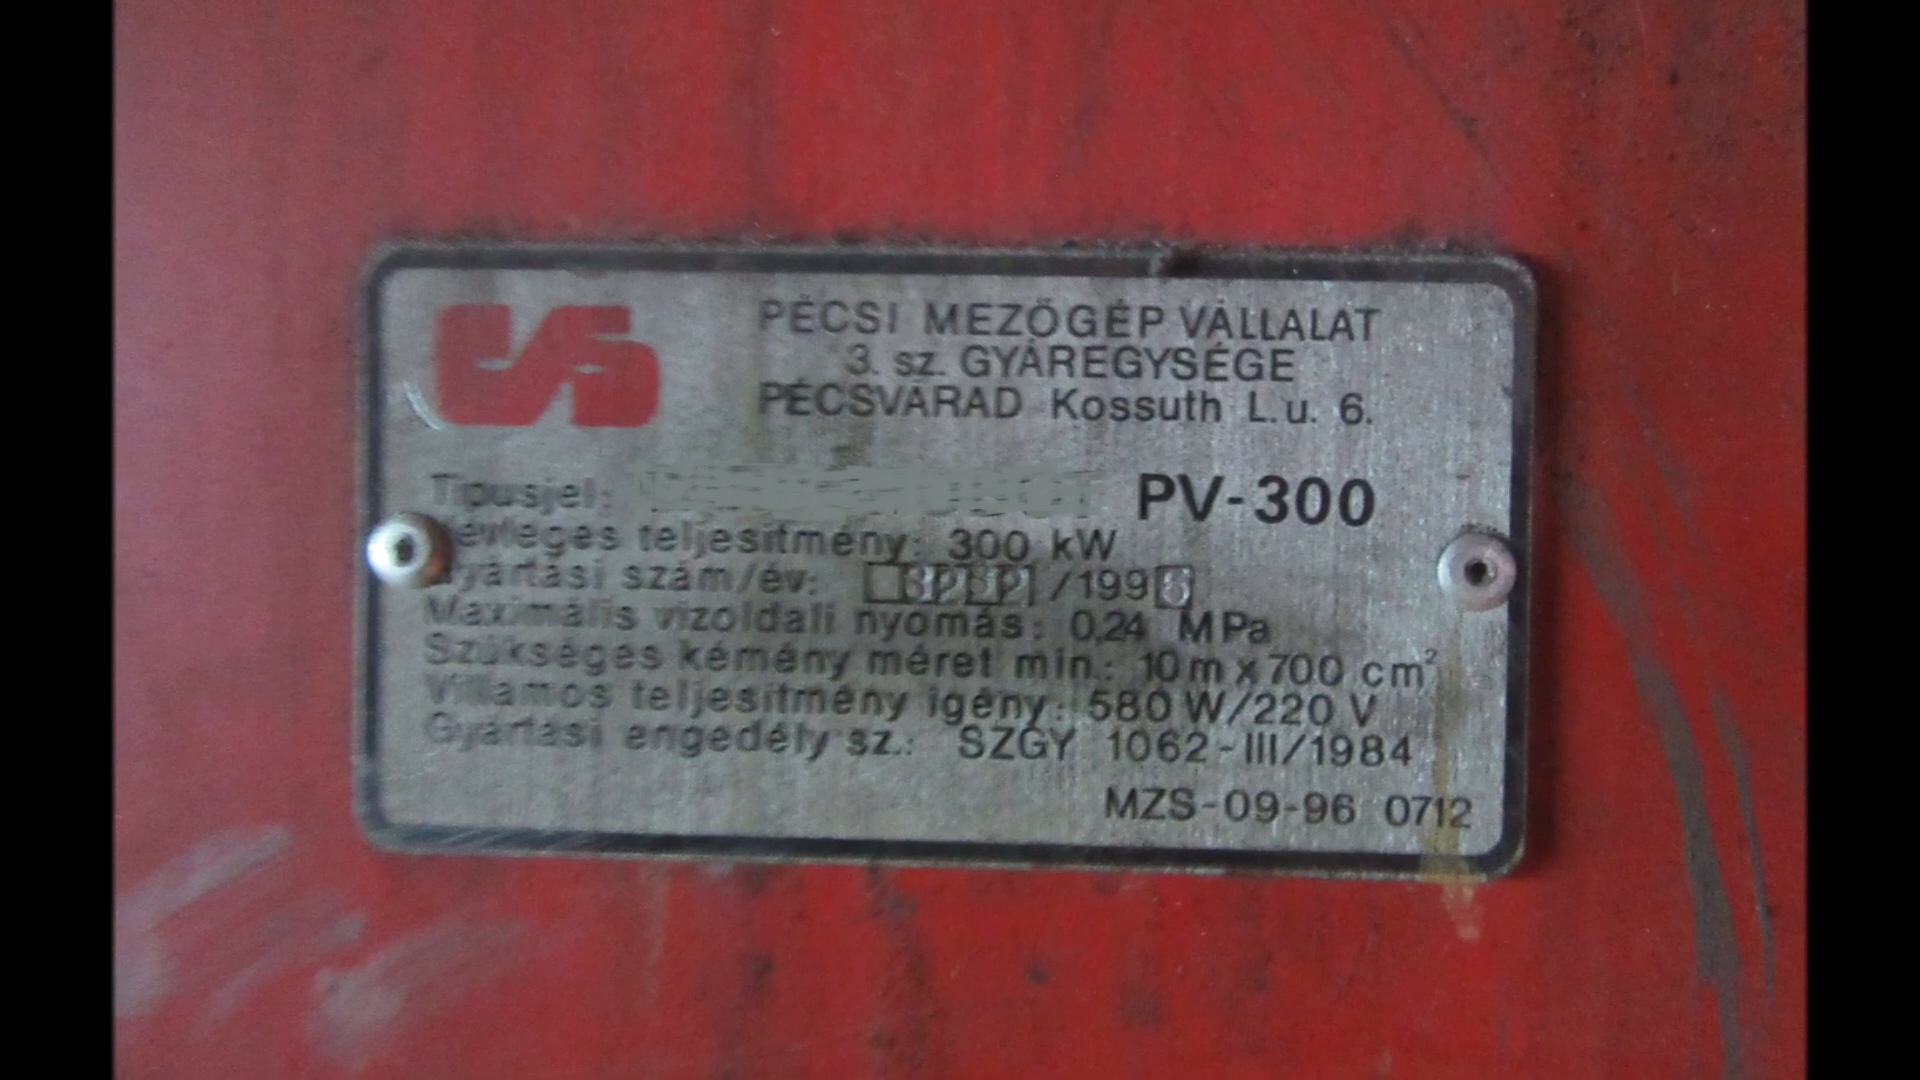 PÉCSI MEZŐGÉP VÁLLALAT
3. sz. GYÁREGYSÉGE
PÉCSVÁRAD Kossuth L. u. 6.
Tipusjel: PV-300
Névleges teljesitmény: 300 kW
Gyártási szám/év: /199
Maximális vizoldali nyomás: 0,24 MPa
Szükséges kémény méret min.: 10 m x 700 cm²
Villamos teljesitmény igény: 580 W/220 V
Gyártási engedély sz.: SZGY 1062-III/1984
MZS-09-96 0712